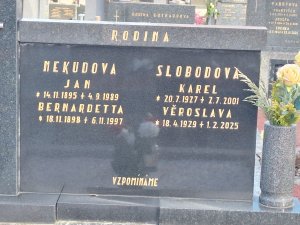 RODINA
NEKUDOVA
JAN
* 14.11.1895 + 4.9.1989
BERNARDETTA
* 18.11.1898 + 6.11.1997
SLOBODOVA
KAREL
* 20.7.1927 + 2.7.2001
VĚROSLAVA
* 18.4.1929 + 1.2.2025
VZPOMÍNÁME